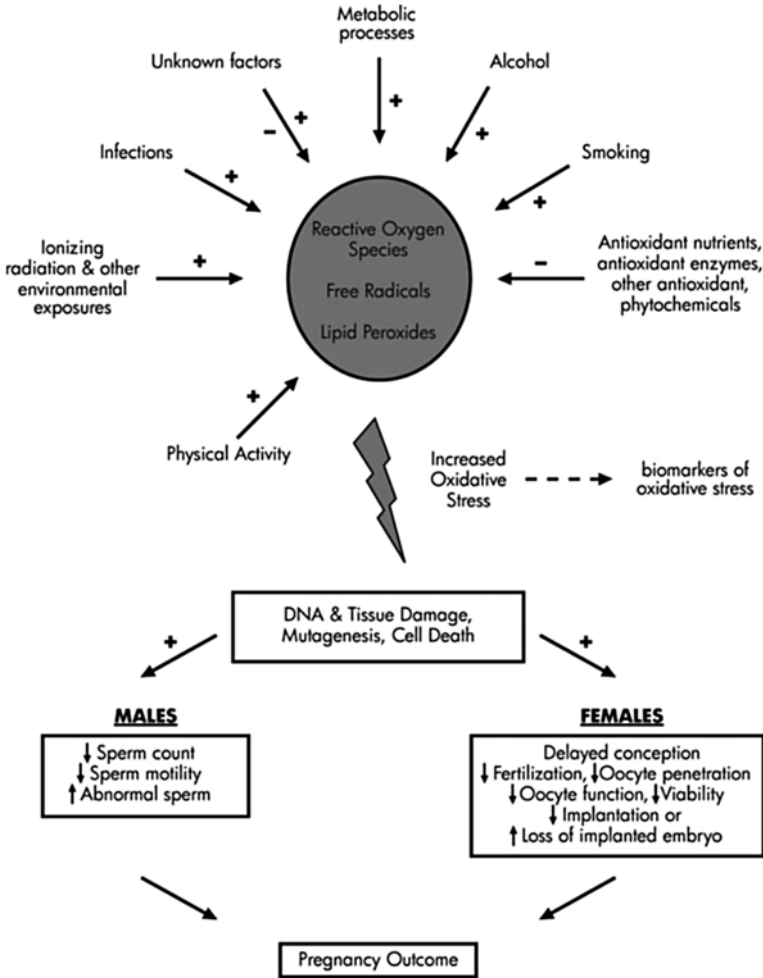 Metabolic
processes
Unknown factors
Alcohol
+
+
−
+
Infections
Smoking
+
+
Reactive Oxygen
Species
Free Radicals
Lipid Peroxides
Ionizing
radiation & other
environmental
exposures
+
−
Antioxidant nutrients,
antioxidant enzymes,
other antioxidant,
phytochemicals
+
Physical Activity
Increased
Oxidative
Stress
biomarkers of
oxidative stress
DNA & Tissue Damage,
Mutagenesis, Cell Death
+
+
MALES
↓ Sperm count
↓ Sperm motility
↑ Abnormal sperm
FEMALES
Delayed conception
↓ Fertilization, ↓ Oocyte penetration
↓ Oocyte function, ↓ Viability
↓ Implantation or
↑ Loss of implanted embryo
Pregnancy Outcome